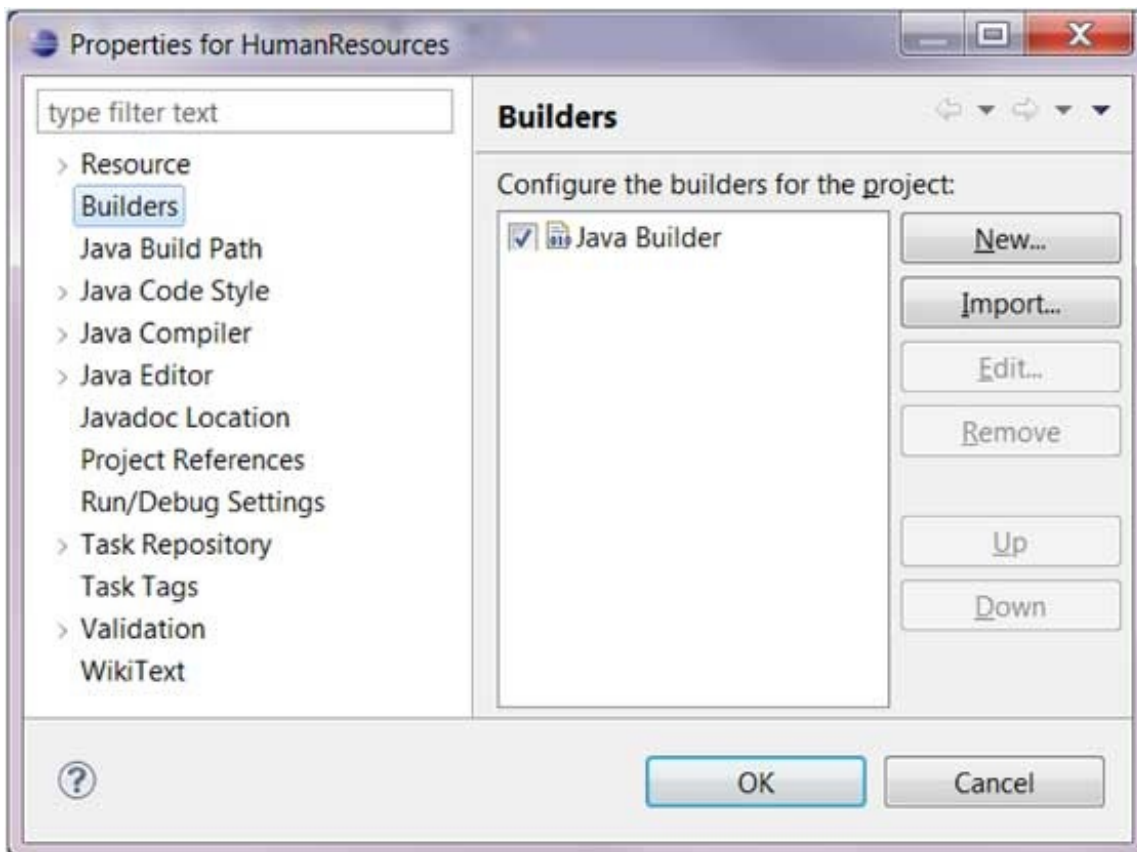 Properties for HumanResources
type filter text
Resource
Builders
Java Build Path
Java Code Style
Java Compiler
Java Editor
Javadoc Location
Project References
Run/Debug Settings
Task Repository
Task Tags
Validation
WikiText
Builders
Configure the builders for the project:
Java Builder
New...
Import...
Edit...
Remove
Up
Down
OK
Cancel